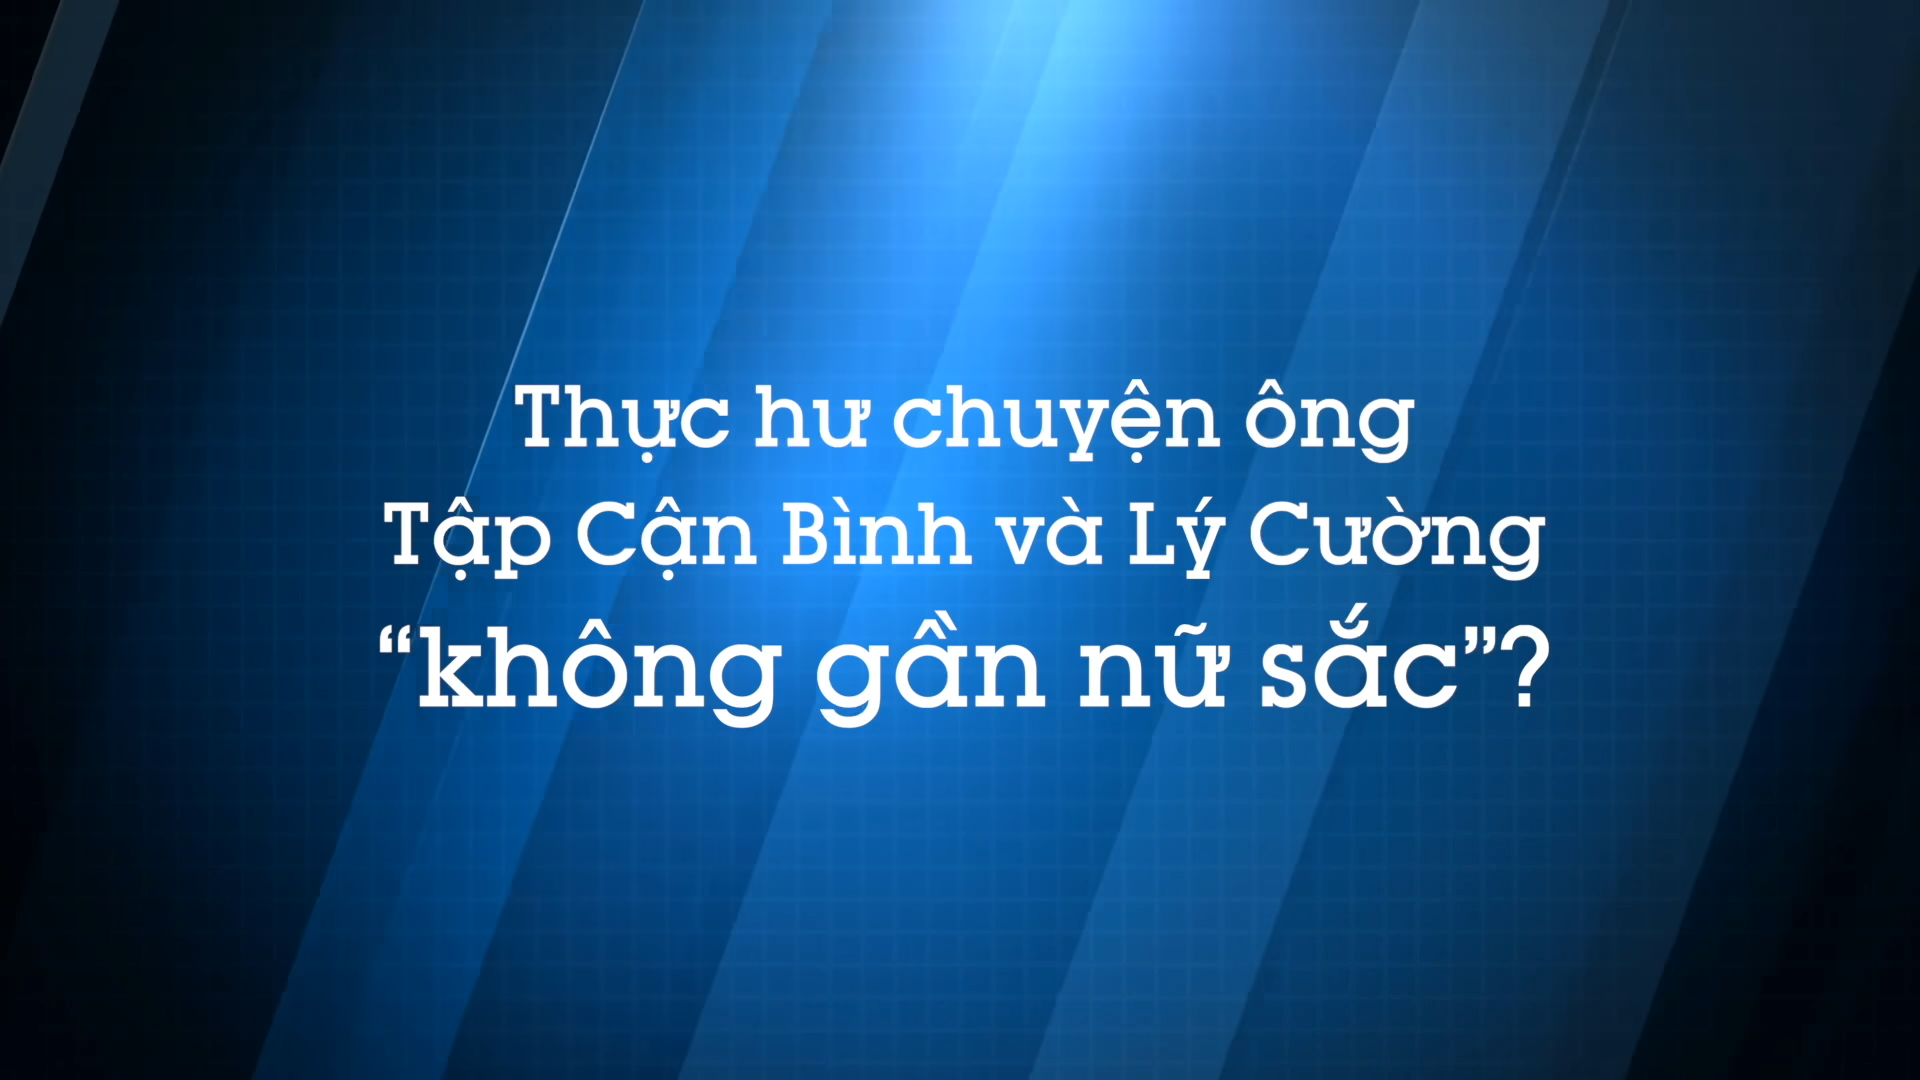 Thực hư chuyện ông
Tập Cận Bình và Lý Cường
“không gần nữ sắc”?